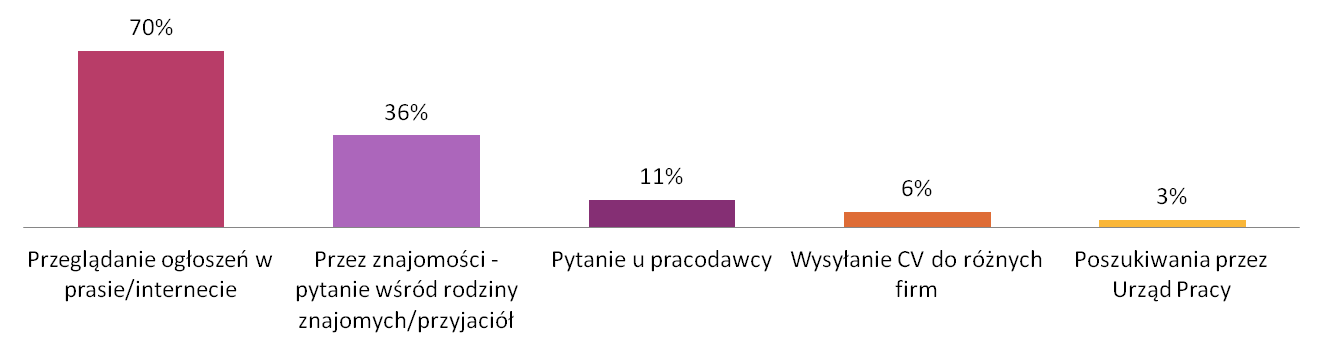 70%
36%
11%
6%
3%
Przeglądanie ogłoszeń w
prasie/internecie
Przez znajomości -
pytanie wśród rodziny
znajomych/przyjaciół
Pytanie u pracodawcy
Wysyłanie CV do różnych
firm
Poszukiwania przez
Urząd Pracy